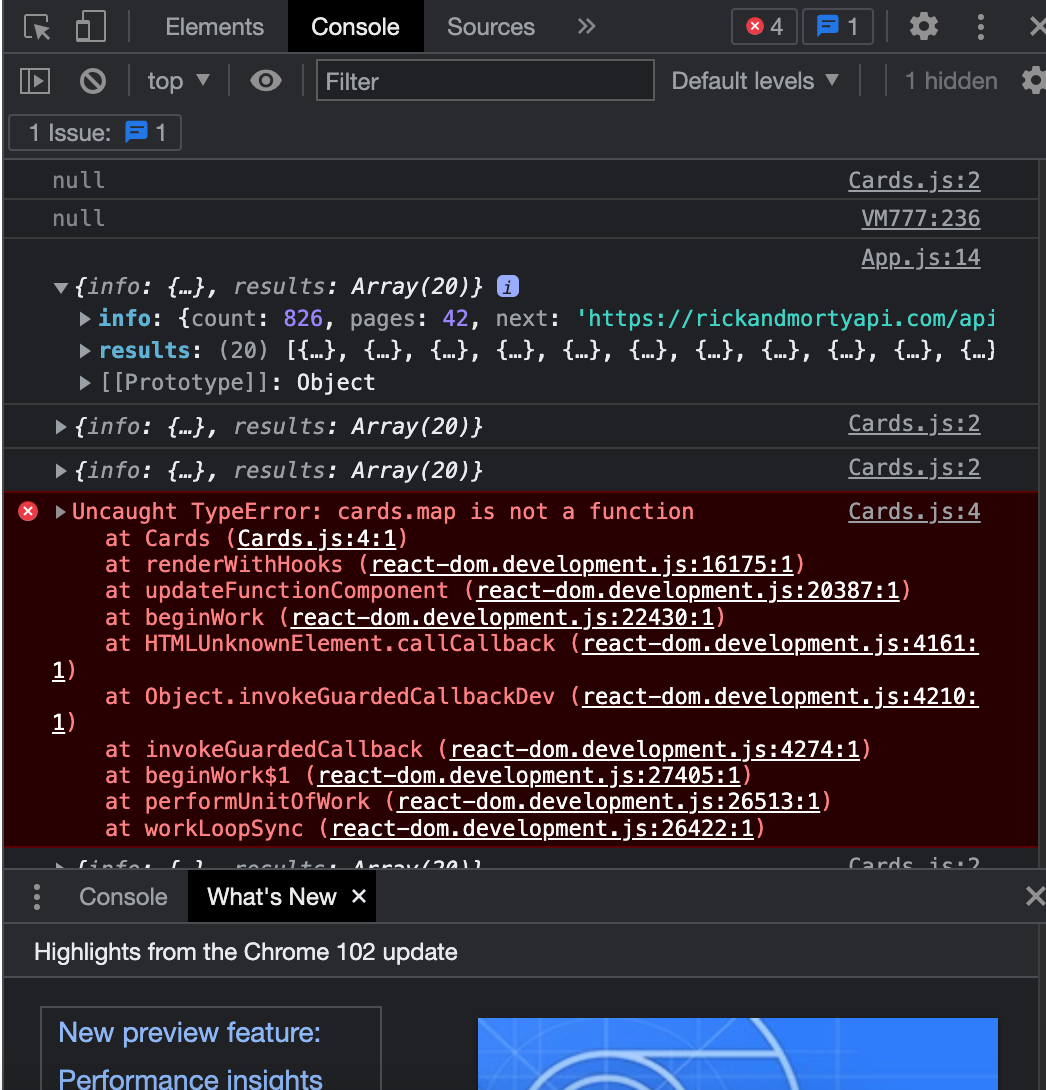 Elements Console Sources 4 1
top Filter Default levels 1 hidden
1 Issue: 1
null Cards.js:2
null VM777:236
App.js:14
{info: {…}, results: Array(20)} i
info: {count: 826, pages: 42, next: 'https://rickandmortyapi.com/api
results: (20) [{…}, {…}, {…}, {…}, {…}, {…}, {…}, {…}, {…}, {…}, {…}
[[Prototype]]: Object
{info: {…}, results: Array(20)} Cards.js:2
{info: {…}, results: Array(20)} Cards.js:2
Uncaught TypeError: cards.map is not a function Cards.js:4
at Cards (Cards.js:4:1)
at renderWithHooks (react-dom.development.js:16175:1)
at updateFunctionComponent (react-dom.development.js:20387:1)
at beginWork (react-dom.development.js:22430:1)
at HTMLUnknownElement.callCallback (react-dom.development.js:4161:
1)
at Object.invokeGuardedCallbackDev (react-dom.development.js:4210:
1)
at invokeGuardedCallback (react-dom.development.js:4274:1)
at beginWork$1 (react-dom.development.js:27405:1)
at performUnitOfWork (react-dom.development.js:26513:1)
at workLoopSync (react-dom.development.js:26422:1)
{info: {…}, results: Array(20)} Cards.js:2
Console What's New
Highlights from the Chrome 102 update
New preview feature:
Performance insights